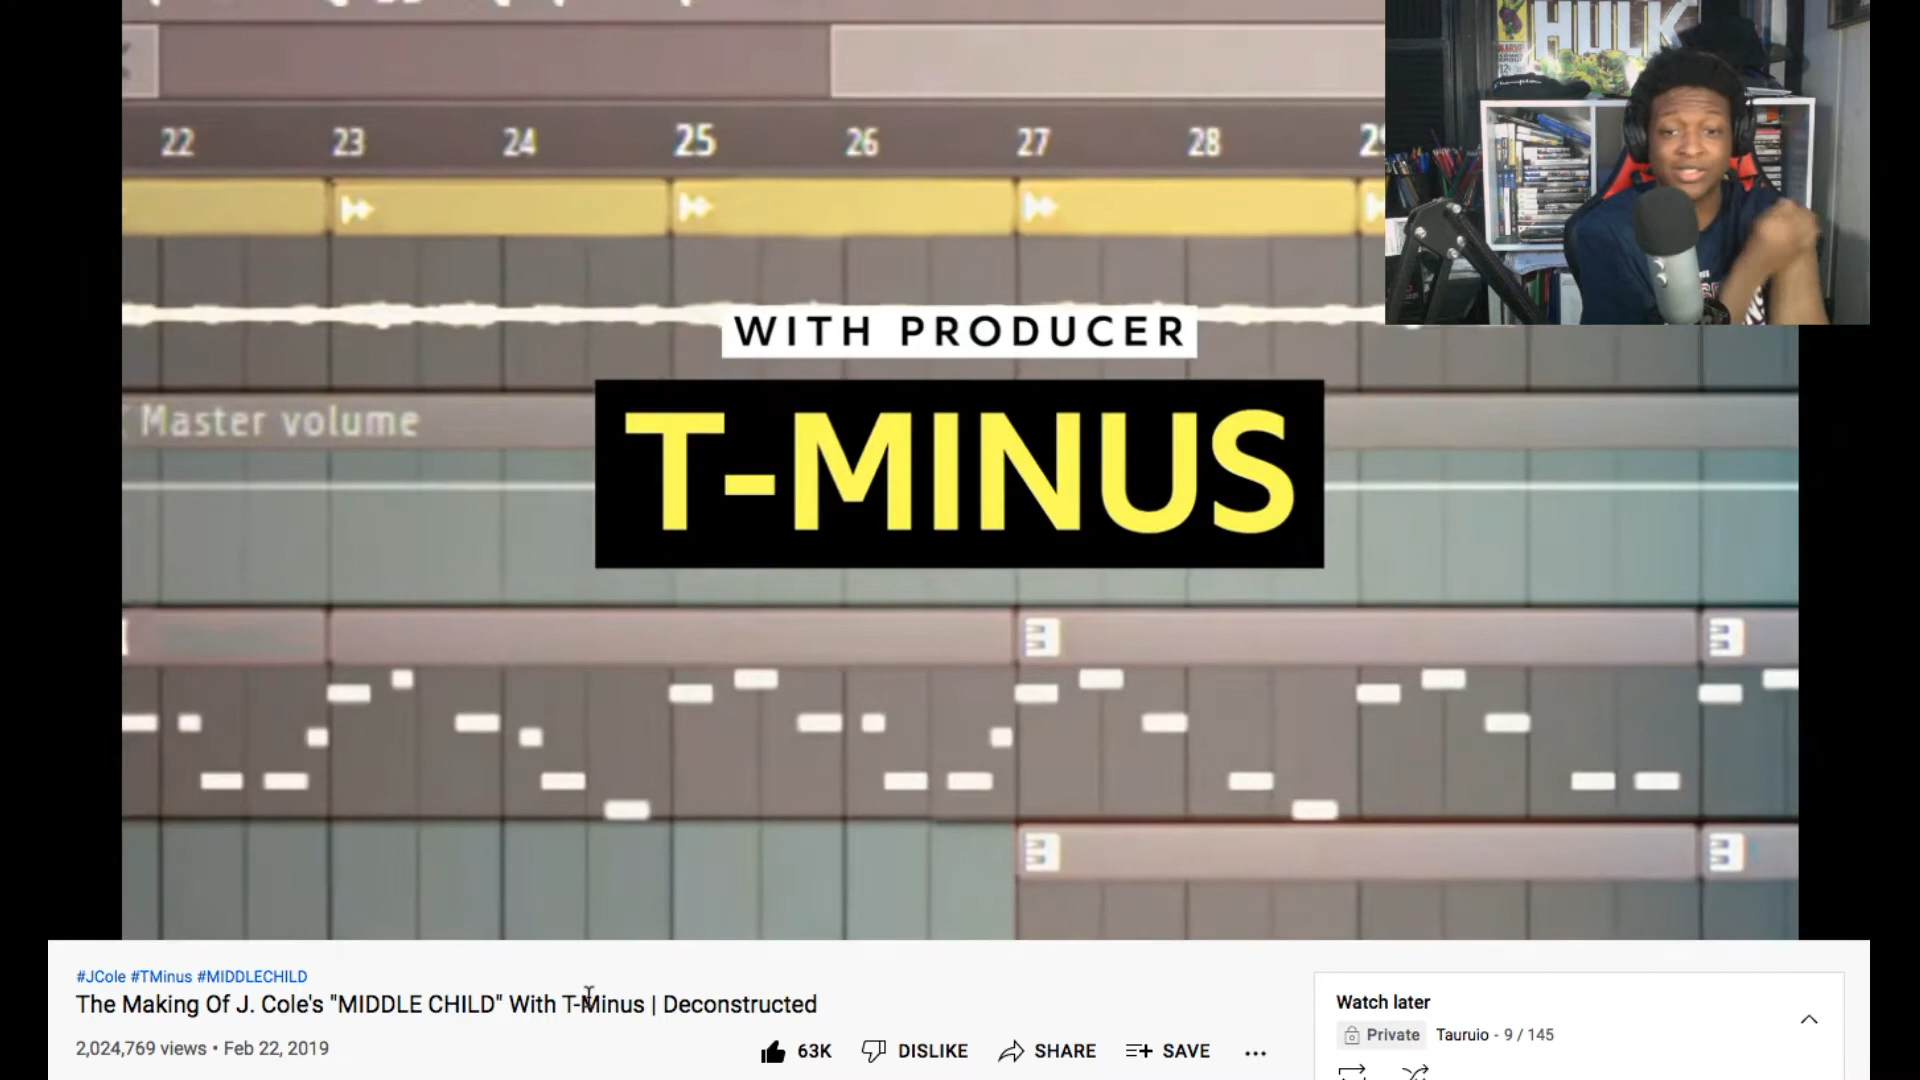 HULK
22 23 24 25 26 27 28
WITH PRODUCER
Master volume
T-MINUS
#JCole #TMinus #MIDDLECHILD
The Making Of J. Cole's "MIDDLE CHILD" With T-Minus | Deconstructed
2,024,769 views • Feb 22, 2019
63K DISLIKE SHARE SAVE
Watch later
Private Tauruio - 9 / 145